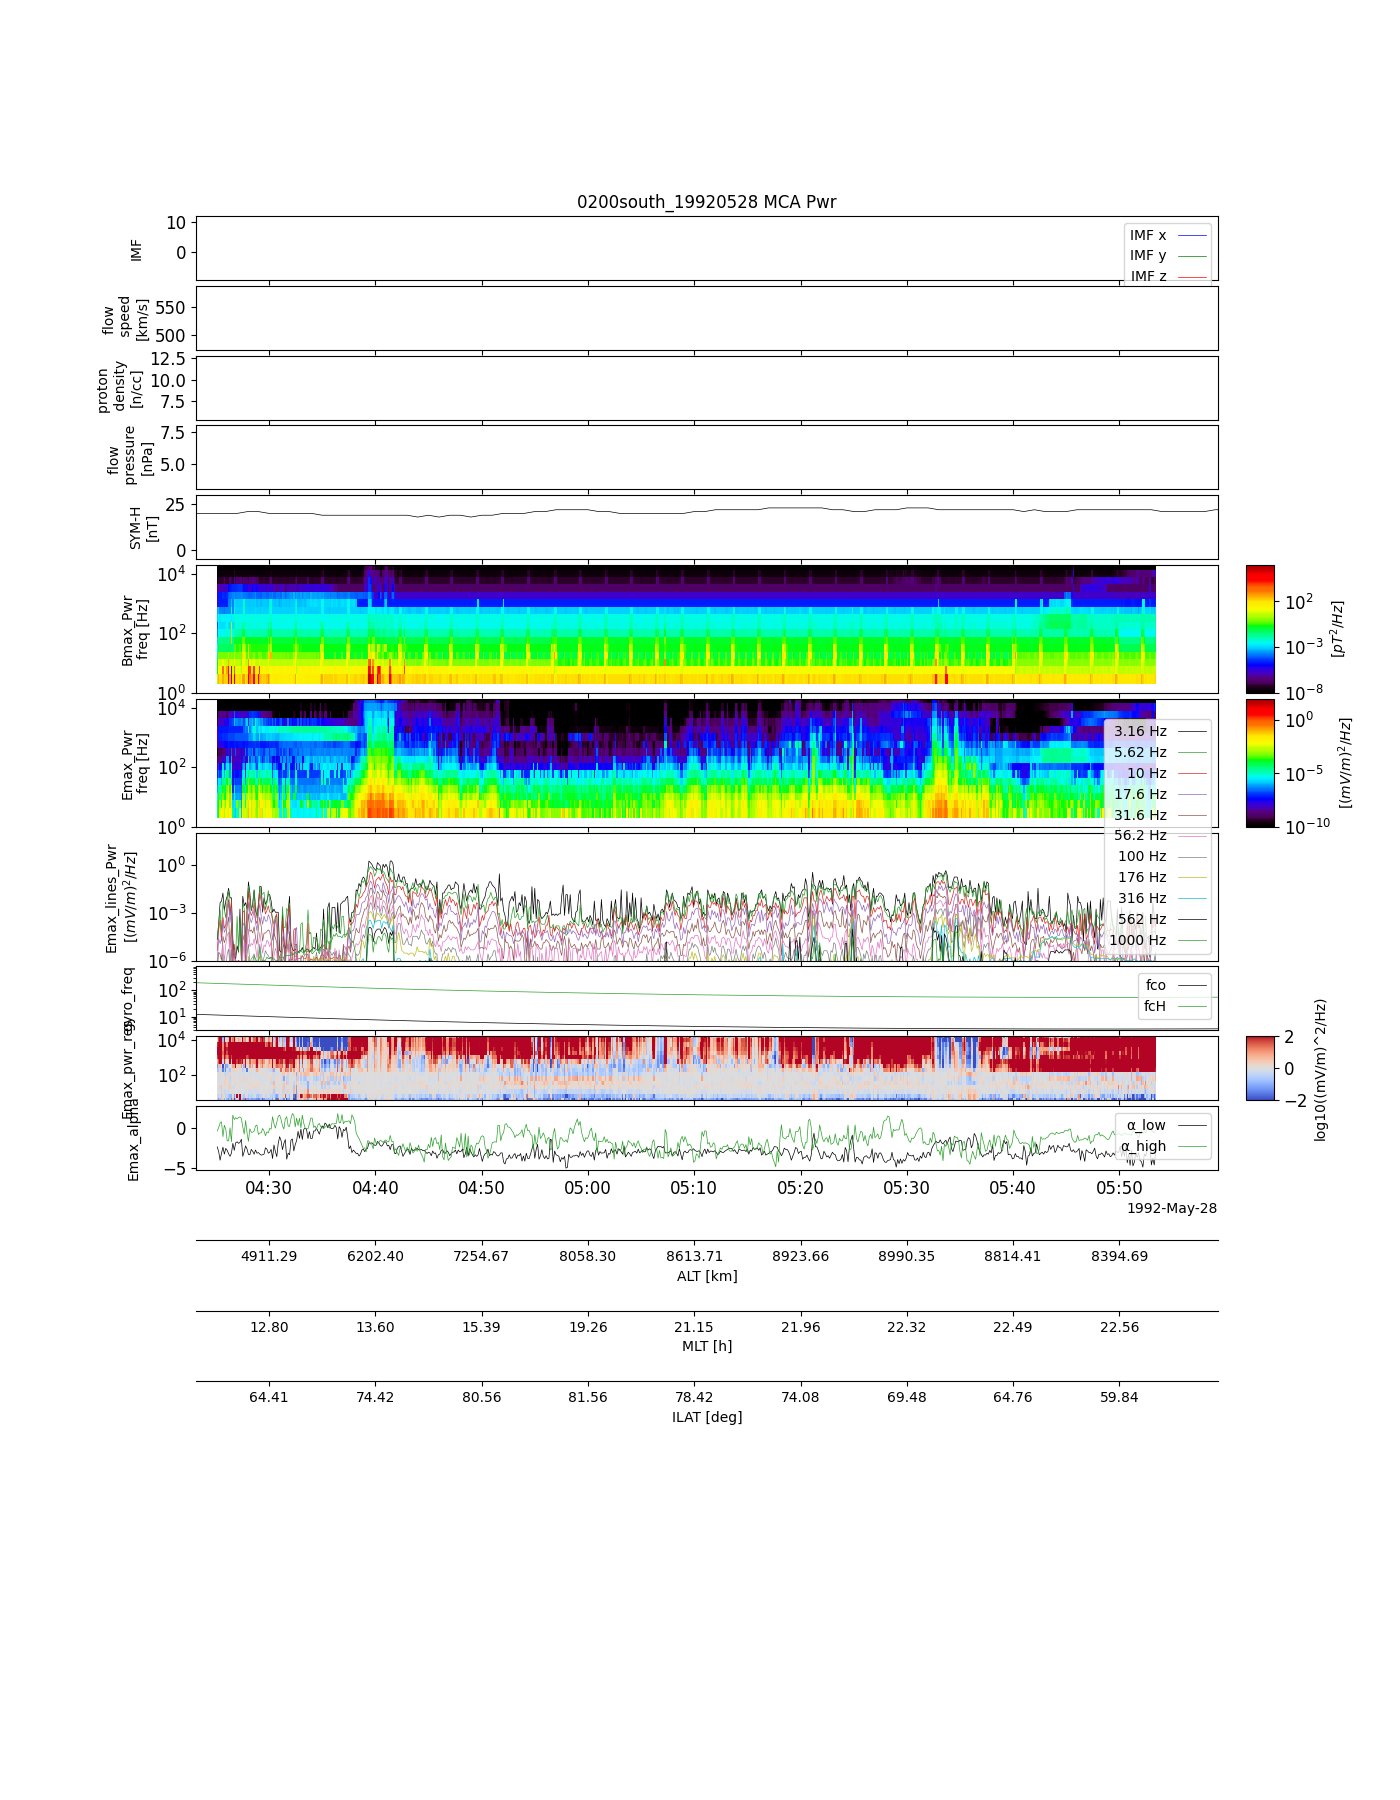 0200south_19920528 MCA Pwr
10
0
IMF
IMF x
IMF y
IMF z
550
500
flow
speed
[km/s]
12.5
10.0
7.5
proton
density
[n/cc]
7.5
5.0
flow
pressure
[nPa]
25
0
SYM-H
[nT]
10^4
10^2
10^0
Bmax_Pwr
freq [Hz]
10^2
10^-3
10^-8
[pT^2/Hz]
10^4
10^2
10^0
Emax_Pwr
freq [Hz]
10^0
10^-5
10^-10
[(mV/m)^2/Hz]
3.16 Hz
5.62 Hz
10 Hz
17.6 Hz
31.6 Hz
56.2 Hz
100 Hz
176 Hz
316 Hz
562 Hz
1000 Hz
10^0
10^-3
10^-6
Emax_lines_Pwr
[(mV/m)^2/Hz]
10^2
10^1
gyro_freq
fco
fcH
10^4
10^2
Emax_pwr_res
2
0
−2
log10((mV/m)^2/Hz)
0
−5
Emax_alpha
α_low
α_high
04:30 04:40 04:50 05:00 05:10 05:20 05:30 05:40 05:50
1992-May-28
4911.29 6202.40 7254.67 8058.30 8613.71 8923.66 8990.35 8814.41 8394.69
ALT [km]
12.80 13.60 15.39 19.26 21.15 21.96 22.32 22.49 22.56
MLT [h]
64.41 74.42 80.56 81.56 78.42 74.08 69.48 64.76 59.84
ILAT [deg]